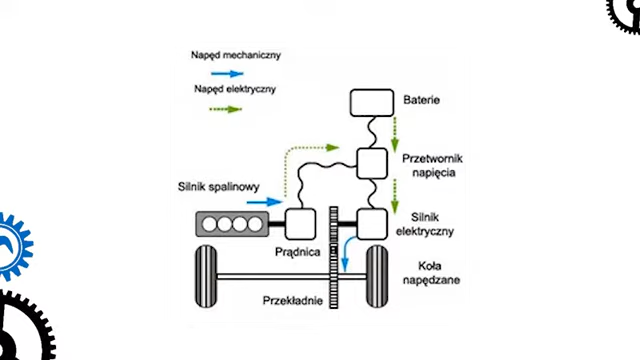 Napęd mechaniczny
Napęd elektryczny
Baterie
Przetwornik
napięcia
Silnik spalinowy
Silnik
elektryczny
Prądnica
Koła
napędzane
Przekładnie